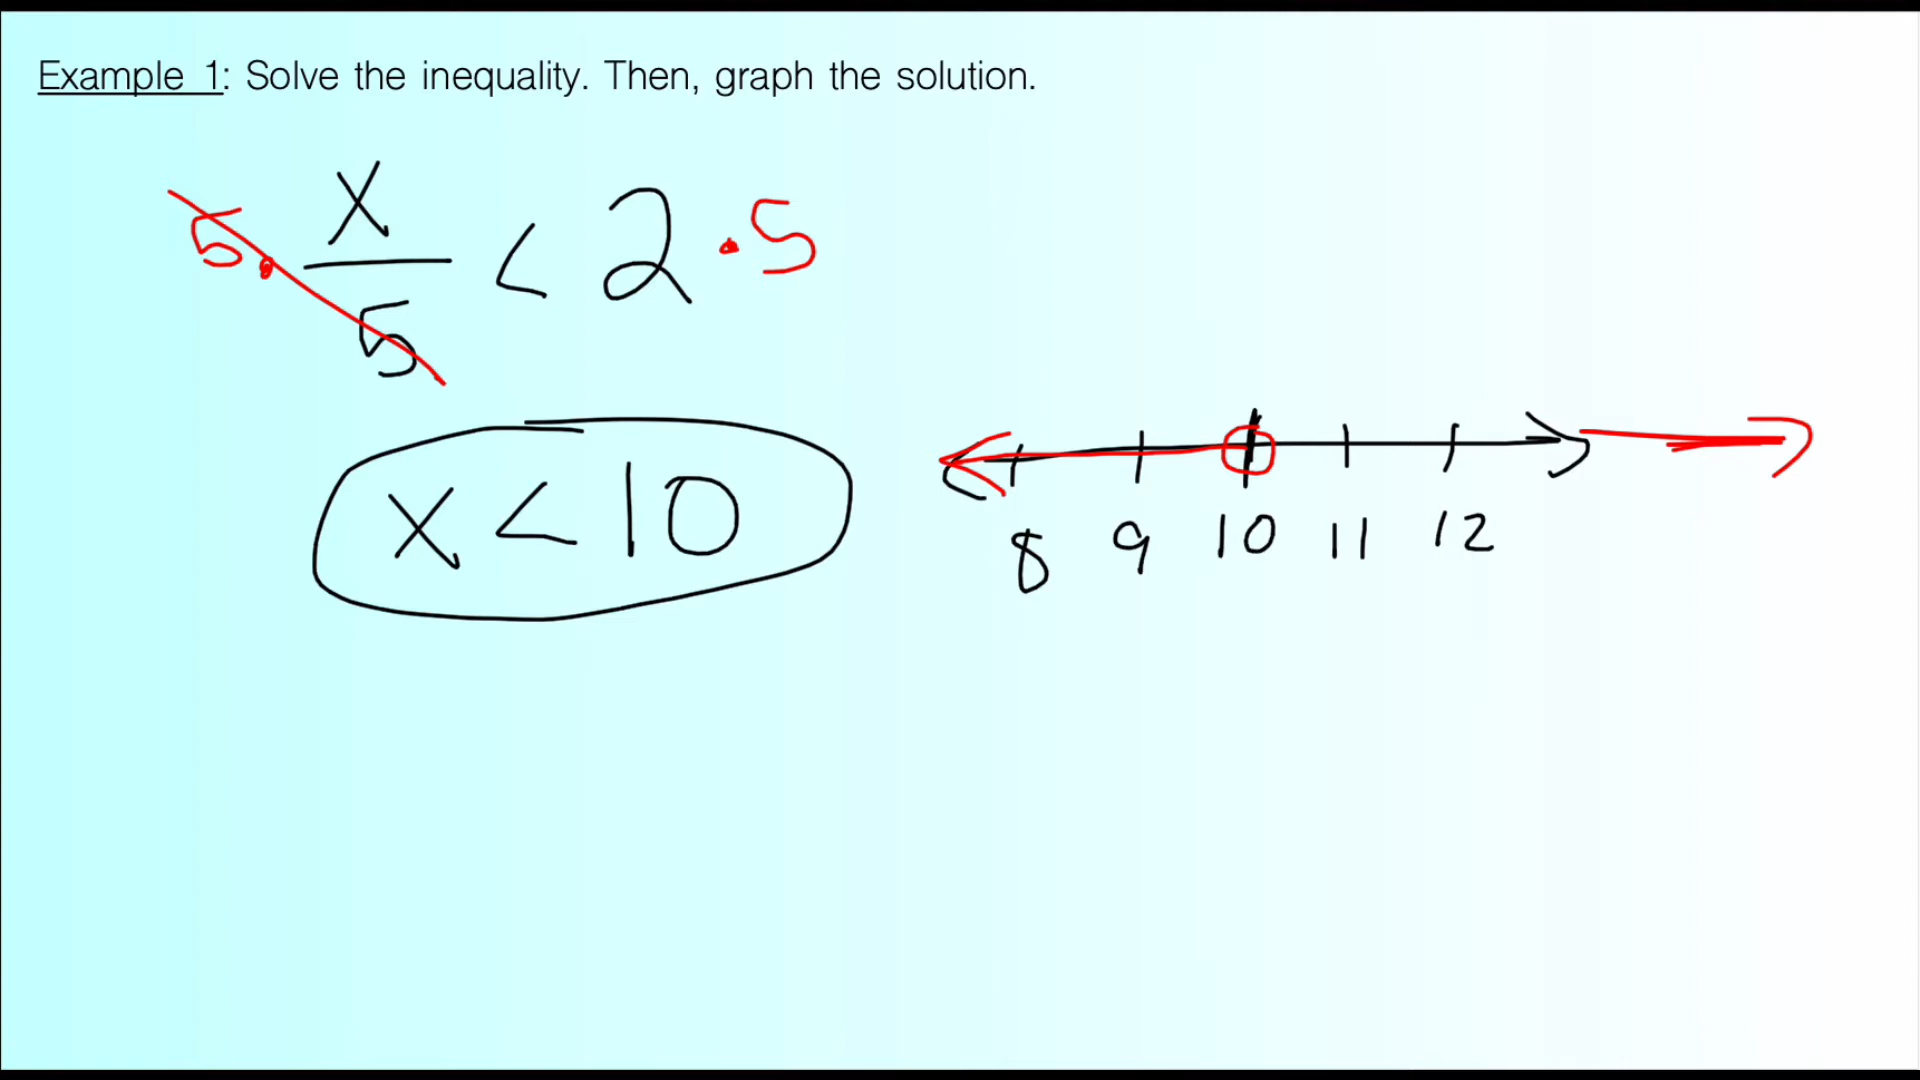 Example 1: Solve the inequality. Then, graph the solution.
5 · x/5 < 2 · 5
x < 10
8 9 10 11 12